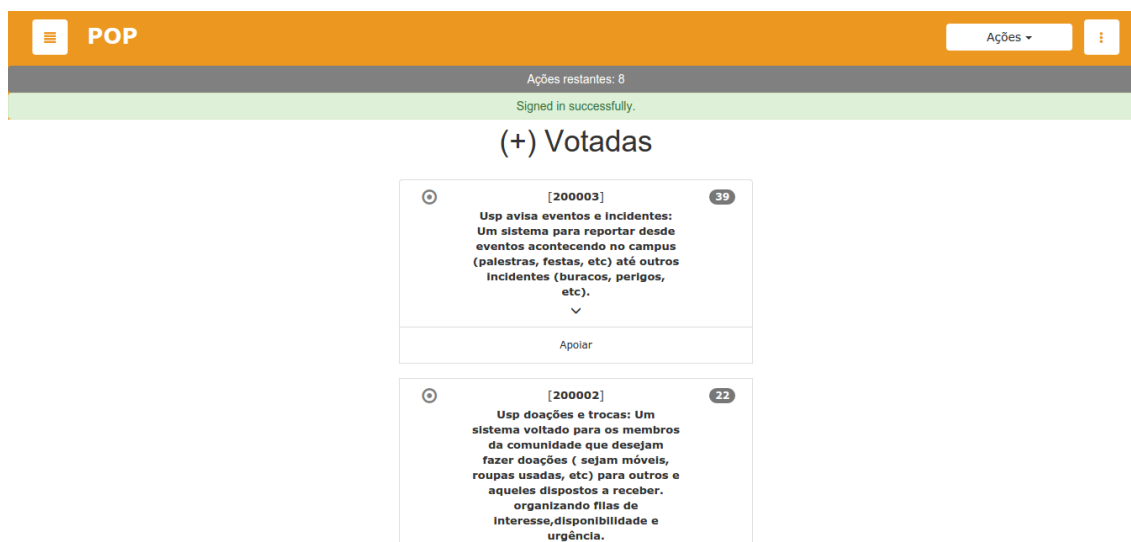 POP
Ações
Ações restantes: 8
Signed in successfully.
(+) Votadas
[200003]
39
Usp avisa eventos e incidentes:
Um sistema para reportar desde
eventos acontecendo no campus
(palestras, festas, etc) até outros
incidentes (buracos, perigos,
etc).
Apoiar
[200002]
22
Usp doações e trocas: Um
sistema voltado para os membros
da comunidade que desejam
fazer doações ( sejam móveis,
roupas usadas, etc) para outros e
aqueles dispostos a receber.
organizando filas de
interesse,disponibilidade e
urgência.